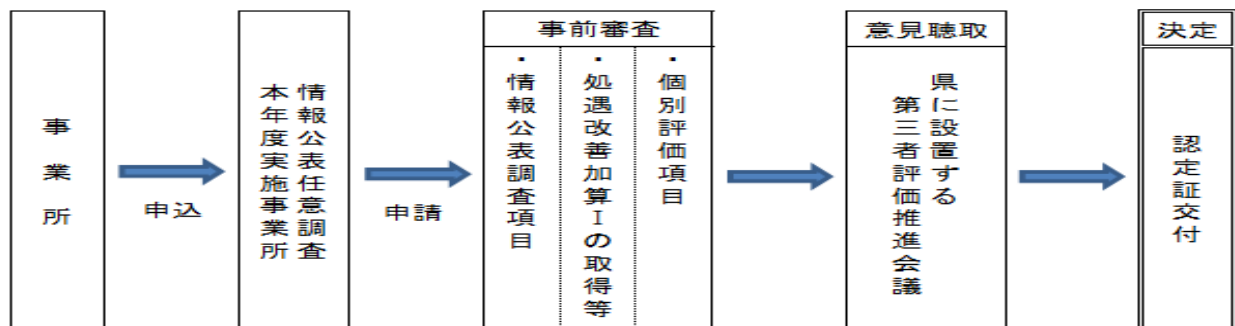 事業所
申込
情報公表任意調査
本年度実施事業所
申請
事前審査
・情報公表調査項目
・処遇改善加算Ⅰの取得等
・個別評価項目
意見聴取
県に設置する
第三者評価推進会議
決定
認定証交付